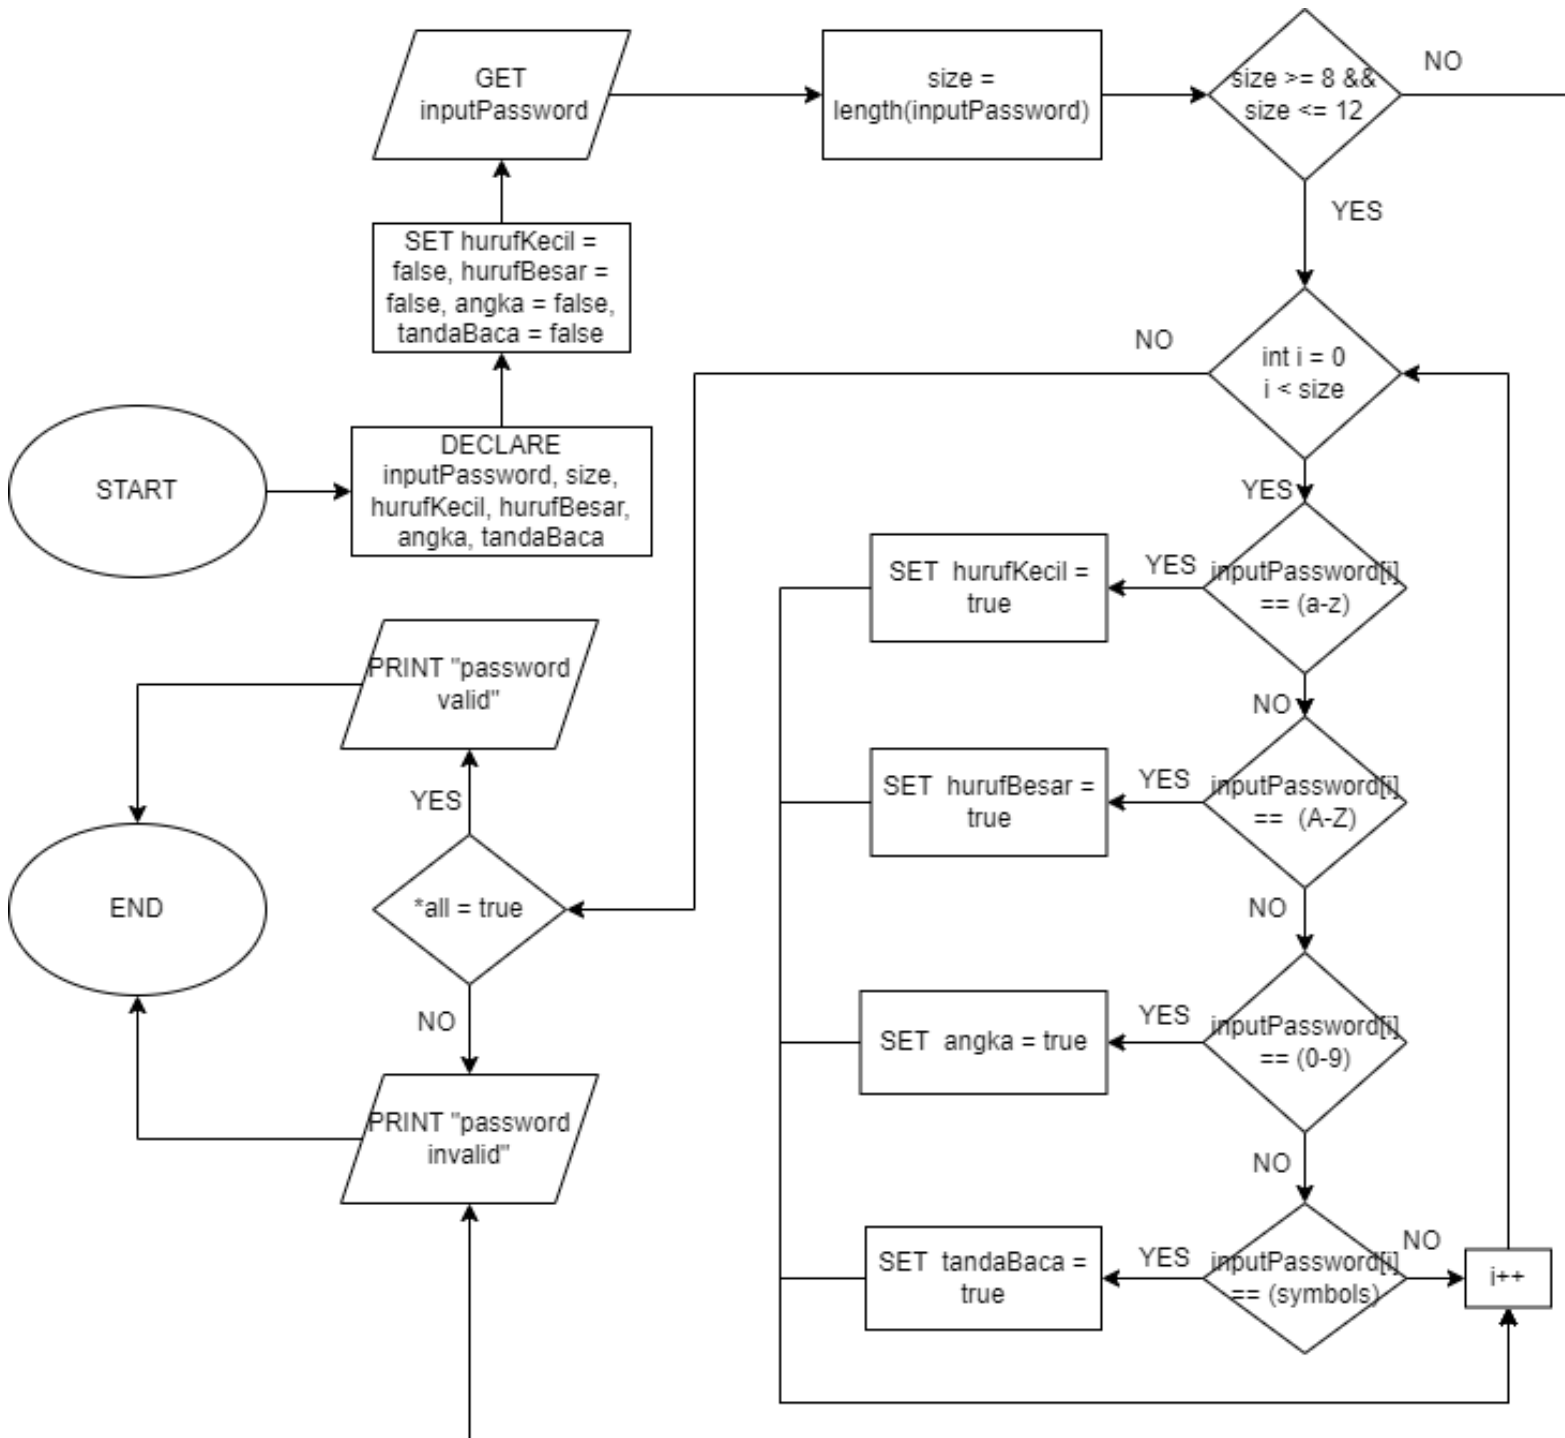 START
DECLARE
inputPassword, size,
hurufKecil, hurufBesar,
angka, tandaBaca
SET hurufKecil =
false, hurufBesar =
false, angka = false,
tandaBaca = false
GET
inputPassword
size =
length(inputPassword)
size >= 8 &&
size <= 12
NO
YES
int i = 0
i < size
NO
YES
inputPassword[i]
== (a-z)
YES
SET hurufKecil =
true
NO
inputPassword[i]
== (A-Z)
YES
SET hurufBesar =
true
NO
inputPassword[i]
== (0-9)
YES
SET angka = true
NO
inputPassword[i]
== (symbols)
YES
SET tandaBaca =
true
NO
i++
*all = true
YES
PRINT "password
valid"
NO
PRINT "password
invalid"
END